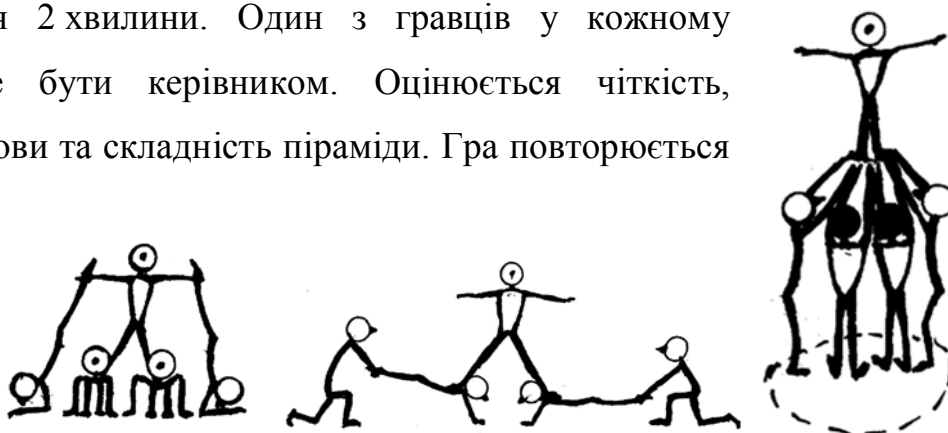 я 2 хвилини. Один з гравців у кожному
е бути керівником. Оцінюється чіткість,
ови та складність піраміди. Гра повторюється